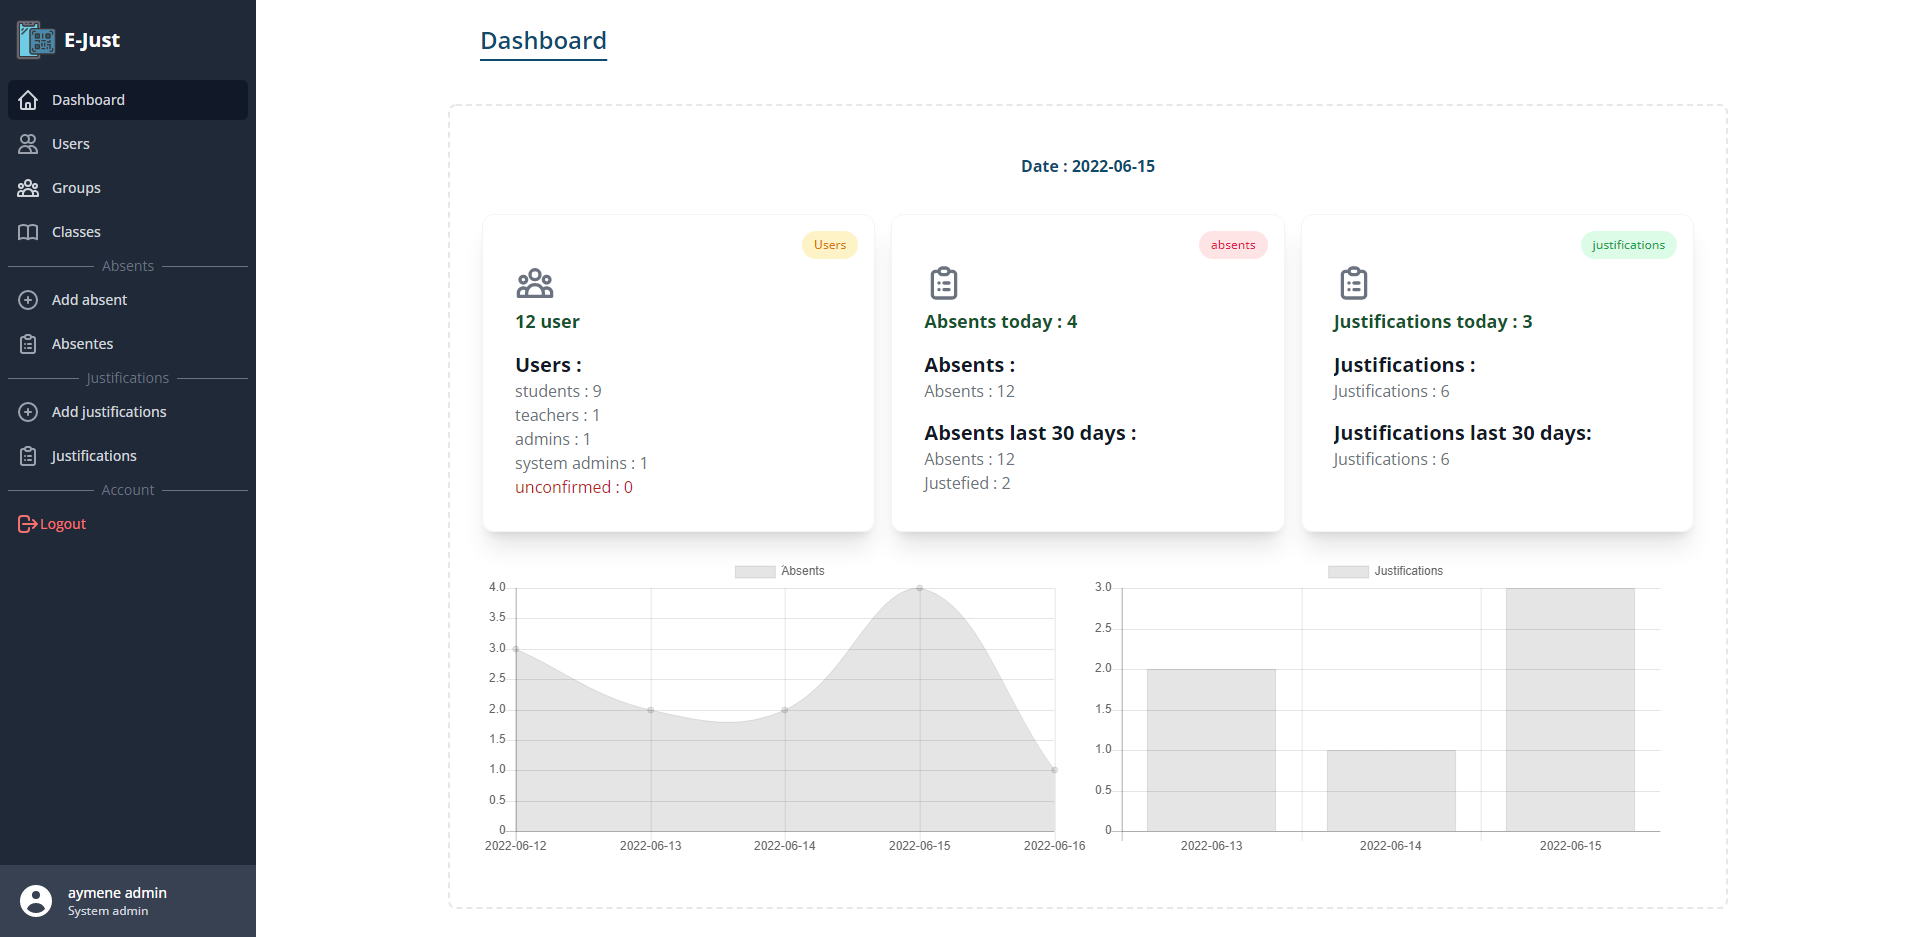 E-Just
Dashboard
Users
Groups
Classes
Absents
Add absent
Absentes
Justifications
Add justifications
Justifications
Account
Logout
aymene admin
System admin
Dashboard
Date : 2022-06-15
Users
12 user
Users :
students : 9
teachers : 1
admins : 1
system admins : 1
unconfirmed : 0
absents
Absents today : 4
Absents :
Absents : 12
Absents last 30 days :
Absents : 12
Justefied : 2
justifications
Justifications today : 3
Justifications :
Justifications : 6
Justifications last 30 days:
Justifications : 6
Absents
4.0
3.5
3.0
2.5
2.0
1.5
1.0
0.5
0
2022-06-12 2022-06-13 2022-06-14 2022-06-15 2022-06-16
Justifications
3.0
2.5
2.0
1.5
1.0
0.5
0
2022-06-13 2022-06-14 2022-06-15